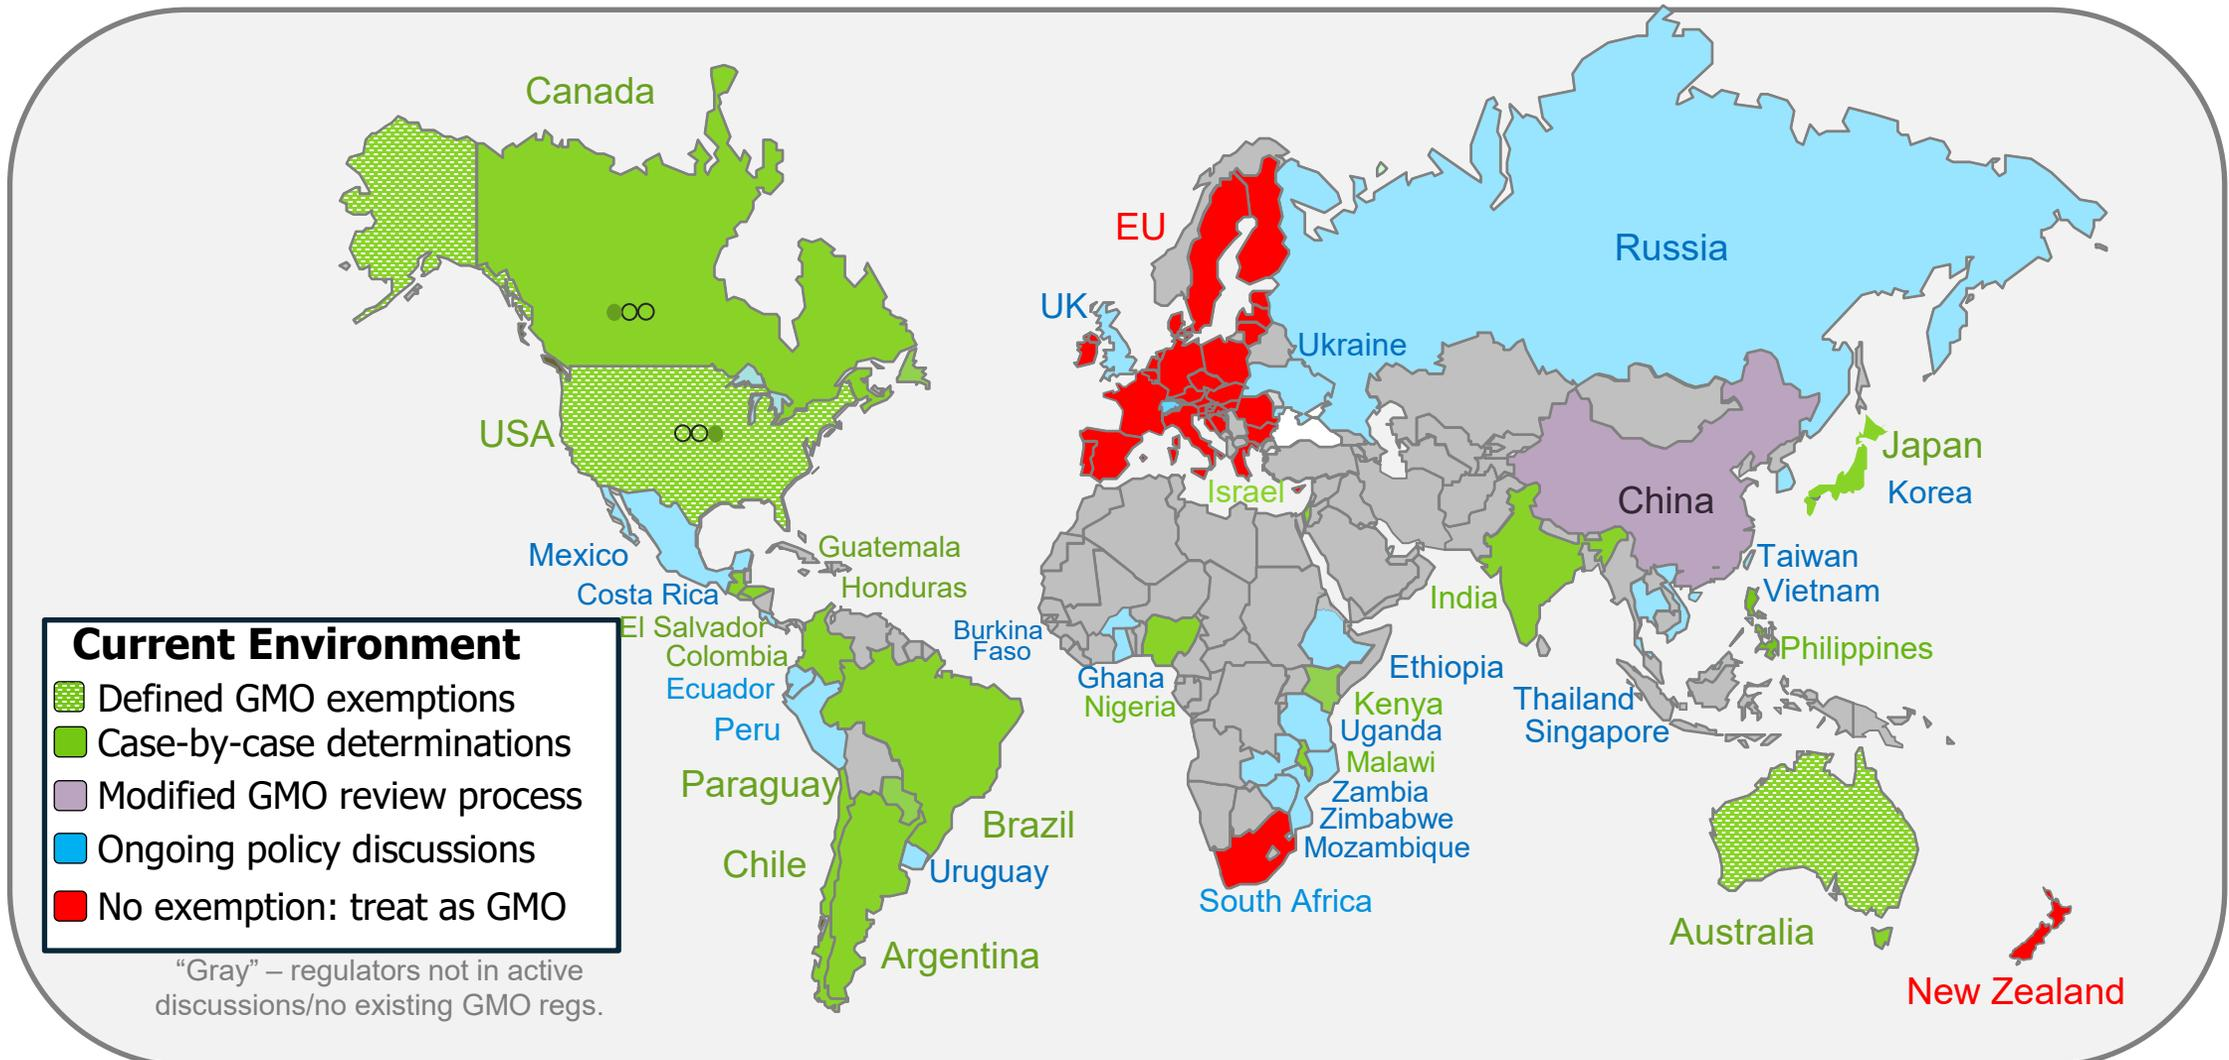 Canada
EU
Russia
UK
Ukraine
USA
Japan
Israel
Korea
China
Mexico
Guatemala
Taiwan
Costa Rica
Honduras
India
Vietnam
El Salvador
Burkina
Faso
Colombia
Philippines
Ecuador
Ghana
Ethiopia
Nigeria
Kenya
Thailand
Peru
Uganda
Singapore
Paraguay
Malawi
Zambia
Brazil
Zimbabwe
Chile
Mozambique
Uruguay
South Africa
Australia
Argentina
New Zealand
Current Environment
Defined GMO exemptions
Case-by-case determinations
Modified GMO review process
Ongoing policy discussions
No exemption: treat as GMO
“Gray” – regulators not in active
discussions/no existing GMO regs.